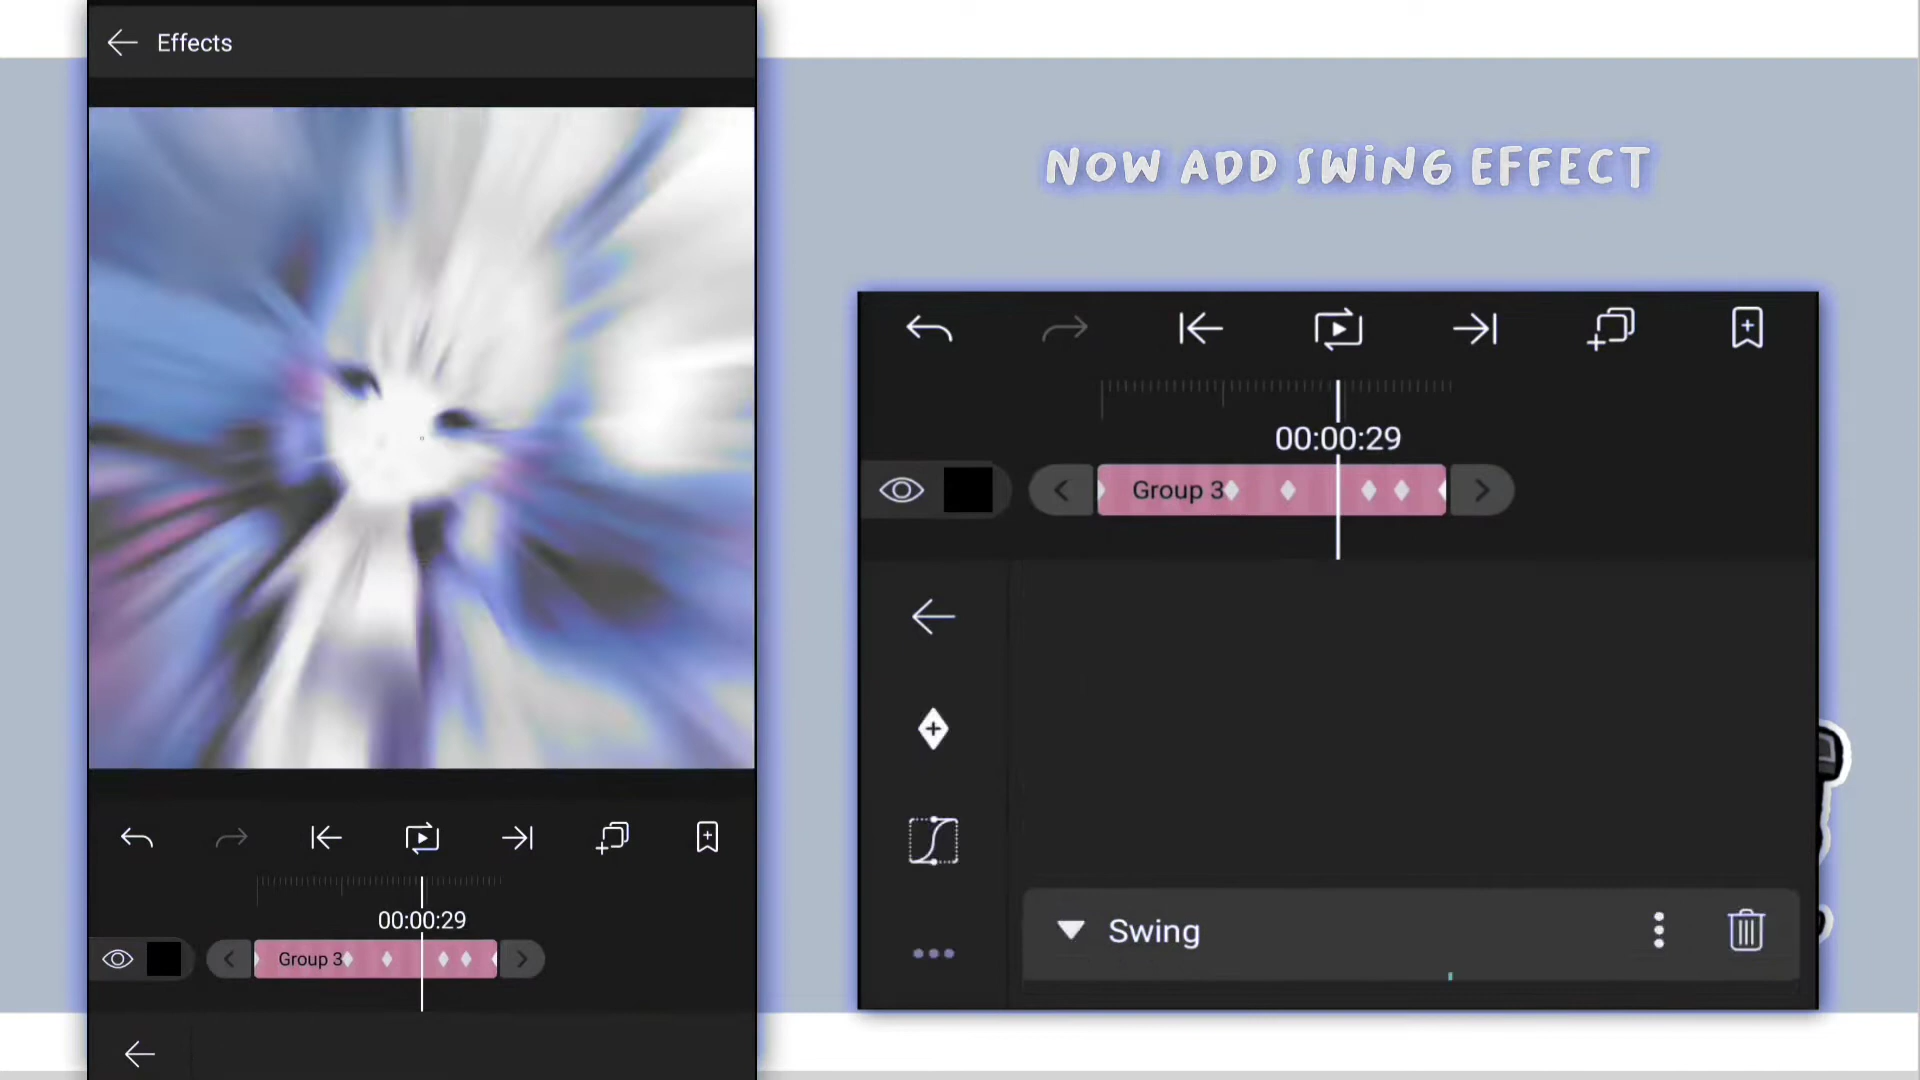 Effects
NOW ADD SWING EFFECT
00:00:29
Group 3
Swing
00:00:29
Group 3